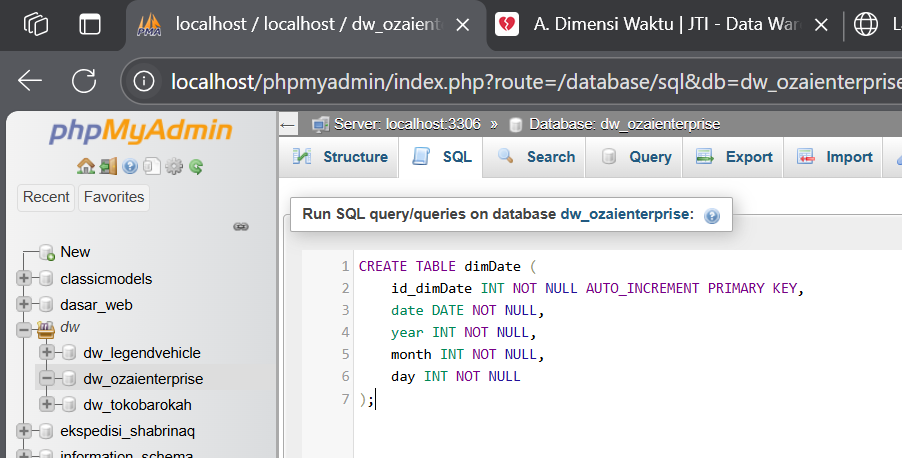 localhost / localhost / dw_ozaient
A. Dimensi Waktu | JTI - Data War
localhost/phpmyadmin/index.php?route=/database/sql&db=dw_ozaienterprise
phpMyAdmin
Server: localhost:3306 » Database: dw_ozaienterprise
Structure SQL Search Query Export Import
Recent Favorites
Run SQL query/queries on database dw_ozaienterprise:
New
classicmodels
dasar_web
dw
dw_legendvehicle
dw_ozaienterprise
dw_tokobarokah
ekspedisi_shabrinaq
information_schema
1 CREATE TABLE dimDate (
2 id_dimDate INT NOT NULL AUTO_INCREMENT PRIMARY KEY,
3 date DATE NOT NULL,
4 year INT NOT NULL,
5 month INT NOT NULL,
6 day INT NOT NULL
7 );